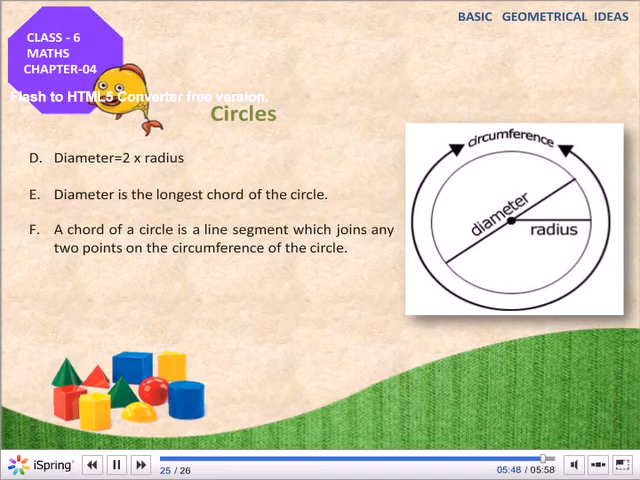 BASIC GEOMETRICAL IDEAS
CLASS - 6
MATHS
CHAPTER-04
Flash to HTML5 Converter free version.
Circles
D. Diameter=2 x radius
E. Diameter is the longest chord of the circle.
F. A chord of a circle is a line segment which joins any
two points on the circumference of the circle.
circumference
diameter
radius
iSpring
25 / 26
05:48 / 05:58